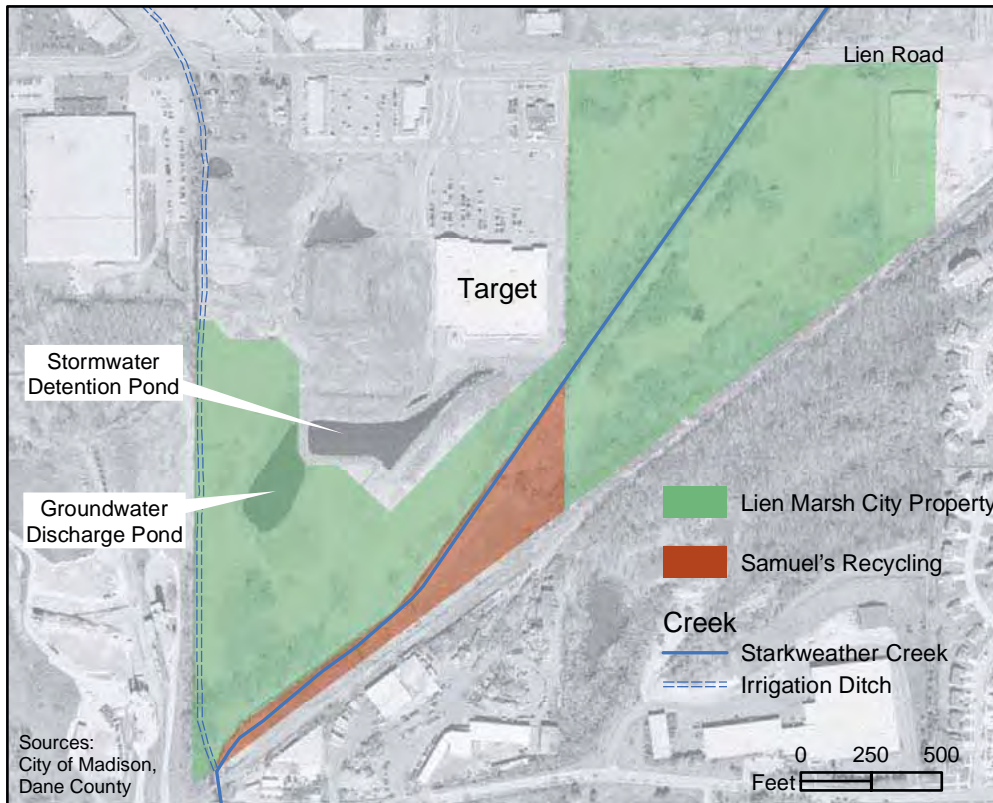 Lien Road
Target
Stormwater
Detention Pond
Groundwater
Discharge Pond
Lien Marsh City Property
Samuel's Recycling
Creek
Starkweather Creek
Irrigation Ditch
Sources:
City of Madison,
Dane County
0 250 500
Feet